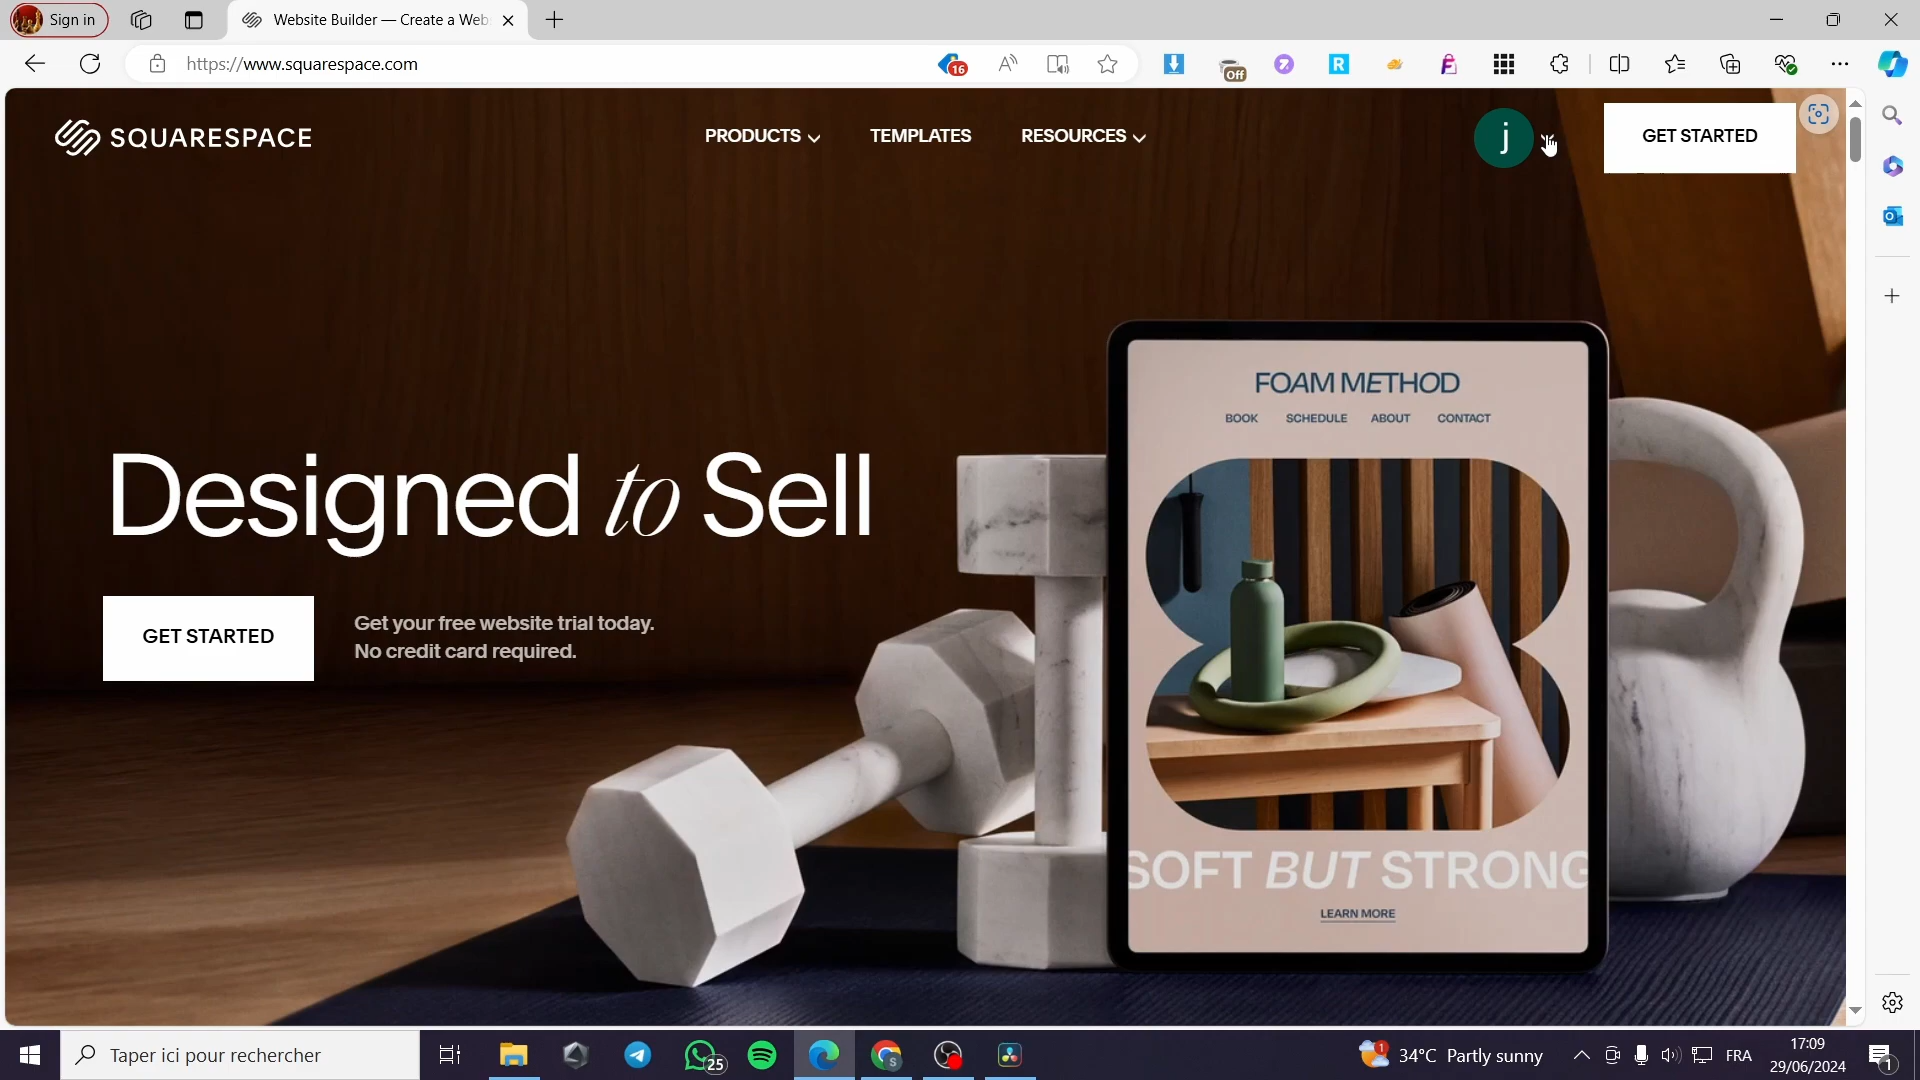 Sign in
Website Builder — Create a Web
https://www.squarespace.com
16
Off
R
F
SQUARESPACE
PRODUCTS
TEMPLATES
RESOURCES
j
GET STARTED
Designed to Sell
GET STARTED
Get your free website trial today.
No credit card required.
FOAM METHOD
BOOK
SCHEDULE
ABOUT
CONTACT
SOFT BUT STRONG
LEARN MORE
Taper ici pour rechercher
25
S
1
34°C Partly sunny
FRA
17:09
29/06/2024
1